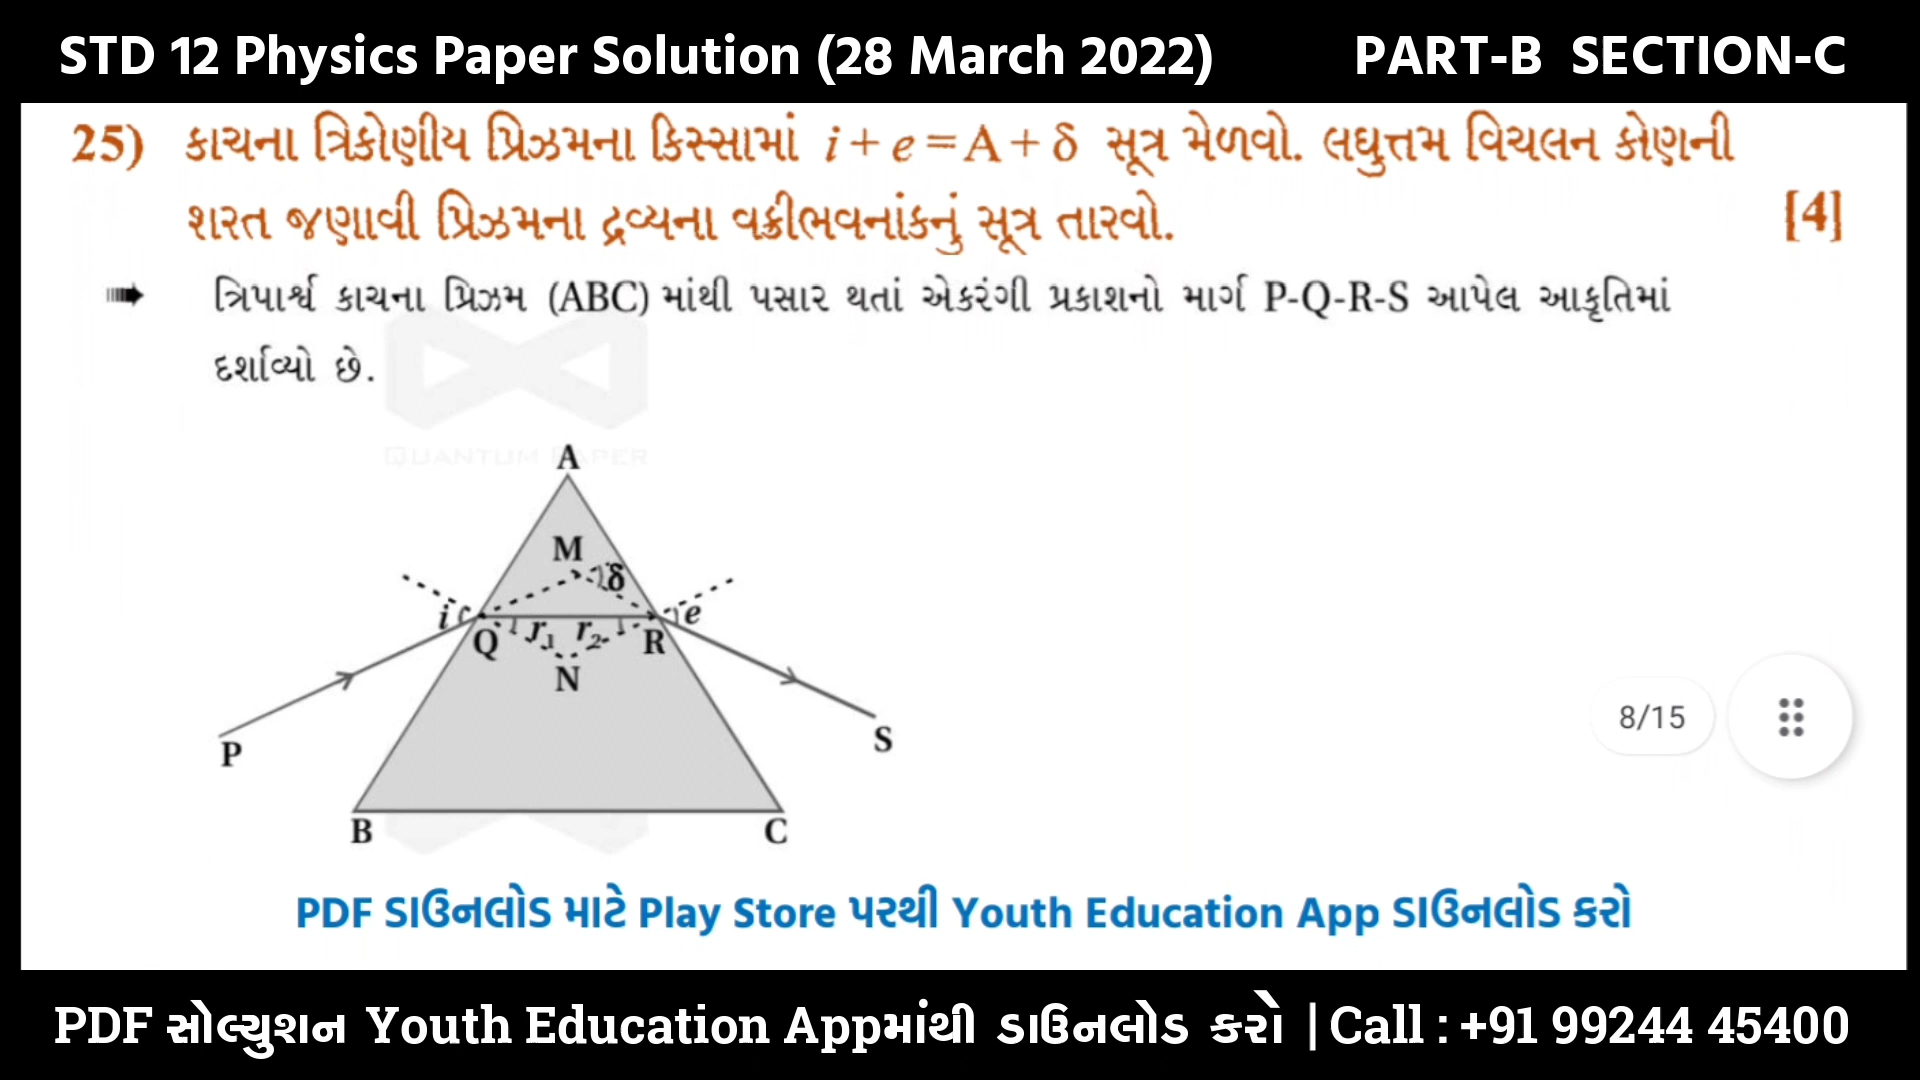 STD 12 Physics Paper Solution (28 March 2022) PART-B SECTION-C
25) કાચના ત્રિકોણીય પ્રિઝમના કિસ્સામાં i + e = A + δ સૂત્ર મેળવો. લઘુત્તમ વિચલન કોણની
શરત જણાવી પ્રિઝમના દ્રવ્યના વક્રીભવનાંકનું સૂત્ર તારવો. [4]
➠ ત્રિપાર્શ્વ કાચના પ્રિઝમ (ABC) માંથી પસાર થતાં એકરંગી પ્રકાશનો માર્ગ P-Q-R-S આપેલ આકૃતિમાં
દર્શાવ્યો છે.
QUANTUM PAPER
A
M
δ
i e
Q r₁ r₂ R
N
P S
B C
8/15
PDF ડાઉનલોડ માટે Play Store પરથી Youth Education App ડાઉનલોડ કરો
PDF સોલ્યુશન Youth Education Appમાંથી ડાઉનલોડ કરો | Call : +91 99244 45400